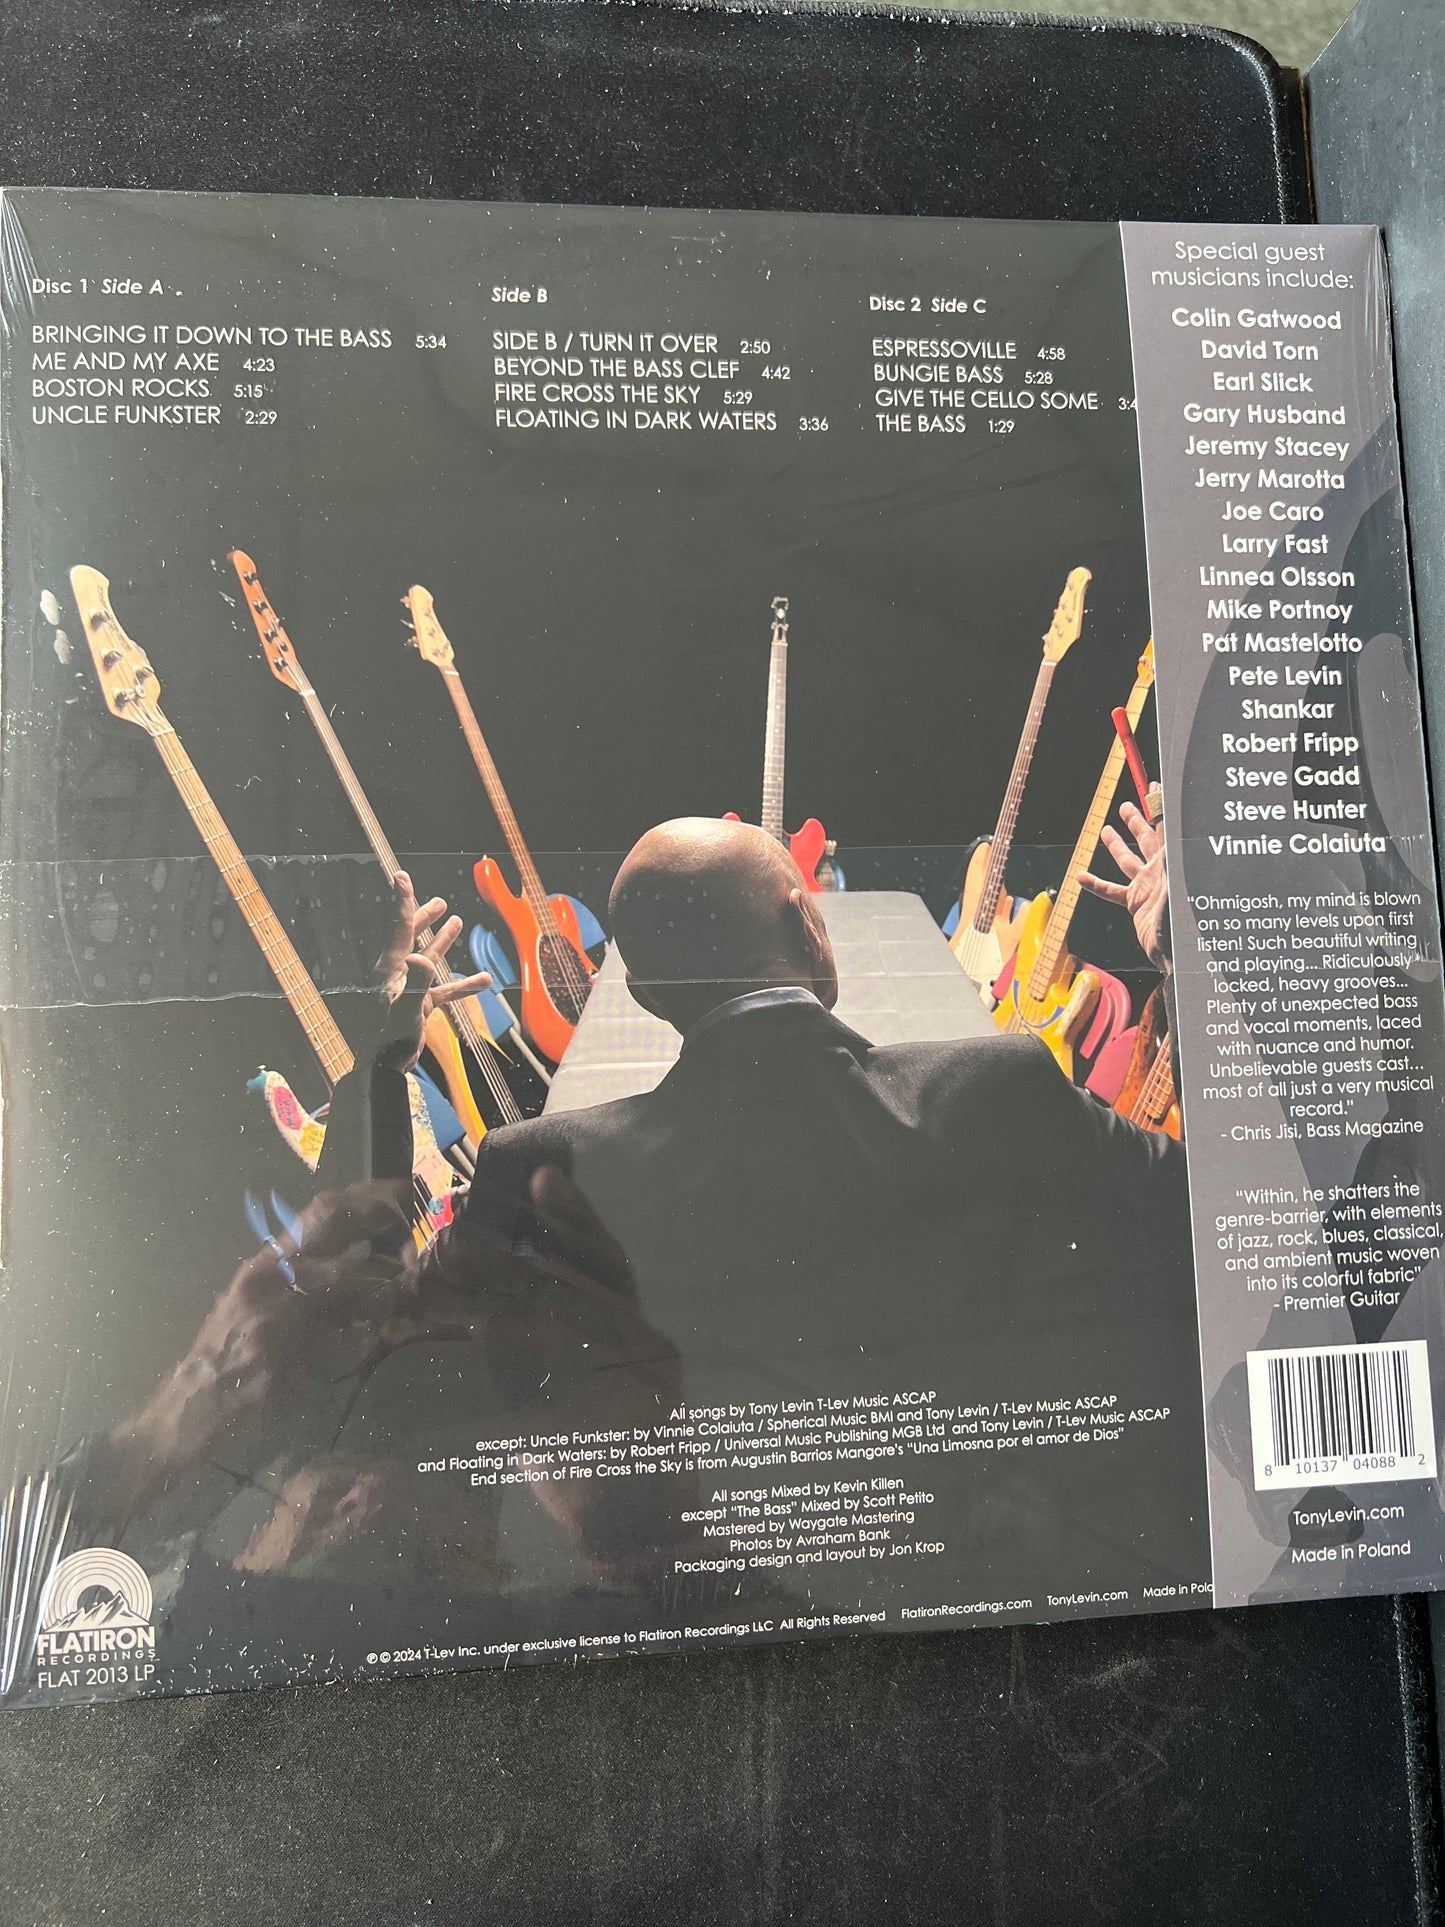 Disc 1 Side A
BRINGING IT DOWN TO THE BASS 5:34
ME AND MY AXE 4:23
BOSTON ROCKS 5:15
UNCLE FUNKSTER 2:29
Side B
SIDE B / TURN IT OVER 2:50
BEYOND THE BASS CLEF 4:42
FIRE CROSS THE SKY 5:29
FLOATING IN DARK WATERS 3:36
Disc 2 Side C
ESPRESSOVILLE 4:58
BUNGIE BASS 5:28
GIVE THE CELLO SOME
THE BASS 1:29
Special guest
musicians include:
Colin Gatwood
David Torn
Earl Slick
Gary Husband
Jeremy Stacey
Jerry Marotta
Joe Caro
Larry Fast
Linnea Olsson
Mike Portnoy
Pat Mastelotto
Pete Levin
Shankar
Robert Fripp
Steve Gadd
Steve Hunter
Vinnie Colaiuta
"Ohmigosh, my mind is blown
on so many levels upon first
listen! Such beautiful writing
and playing... Ridiculously
locked, heavy grooves...
Plenty of unexpected bass
and vocal moments, laced
with nuance and humor.
Unbelievable guests cast...
most of all just a very musical
record."
- Chris Jisi, Bass Magazine
"Within, he shatters the
genre-barrier, with elements
of jazz, rock, blues, classical,
and ambient music woven
into its colorful fabric"
- Premier Guitar
8 10137 04088 2
TonyLevin.com
Made in Poland
All songs by Tony Levin T-Lev Music ASCAP
except: Uncle Funkster: by Vinnie Colaiuta / Spherical Music BMI and Tony Levin / T-Lev Music ASCAP
and Floating in Dark Waters: by Robert Fripp / Universal Music Publishing MGB Ltd and Tony Levin / T-Lev Music ASCAP
End section of Fire Cross the Sky is from Augustin Barrios Mangore's "Una Limosna por el amor de Dios"
All songs Mixed by Kevin Killen
except "The Bass" Mixed by Scott Petito
Mastered by Waygate Mastering
Photos by Avraham Bank
Packaging design and layout by Jon Krop
FLATIRON
RECORDINGS
FLAT 2013 LP
℗ © 2024 T-Lev Inc. under exclusive license to Flatiron Recordings LLC All Rights Reserved FlatironRecordings.com TonyLevin.com Made in